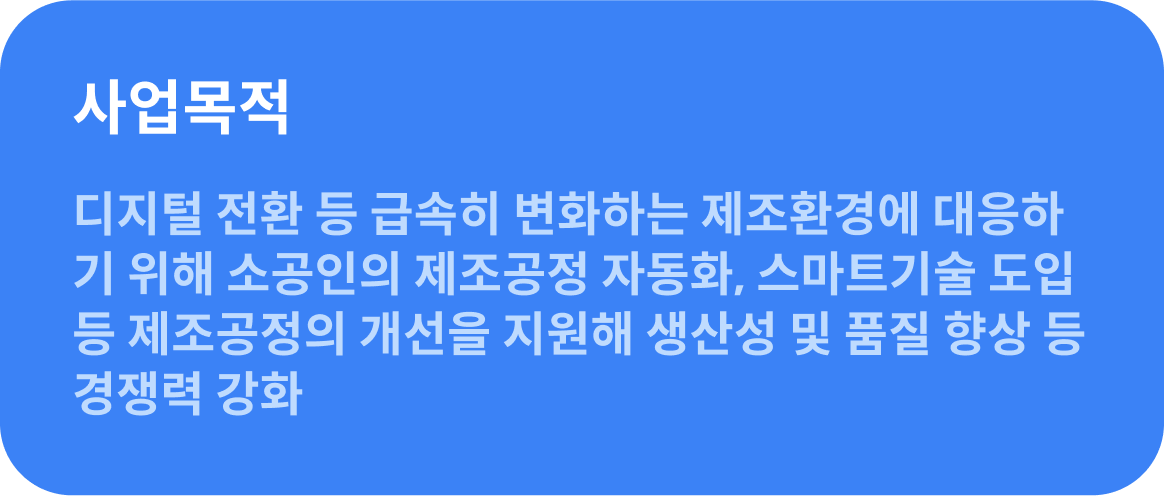 사업목적
디지털 전환 등 급속히 변화하는 제조환경에 대응하
기 위해 소공인의 제조공정 자동화, 스마트기술 도입
등 제조공정의 개선을 지원해 생산성 및 품질 향상 등
경쟁력 강화